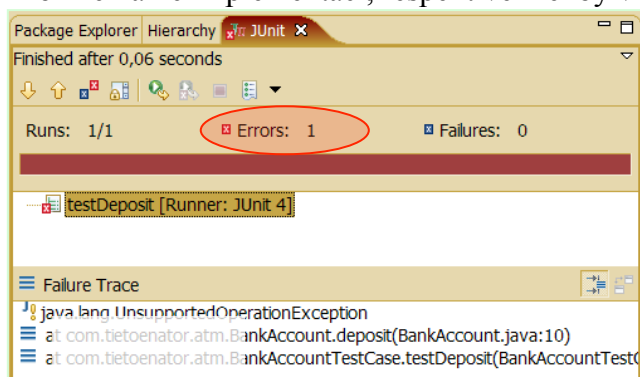 Package Explorer Hierarchy JUnit
Finished after 0,06 seconds
Runs: 1/1 Errors: 1 Failures: 0
testDeposit [Runner: JUnit 4]
Failure Trace
java.lang.UnsupportedOperationException
at com.tietoenator.atm.BankAccount.deposit(BankAccount.java:10)
at com.tietoenator.atm.BankAccountTestCase.testDeposit(BankAccountTest